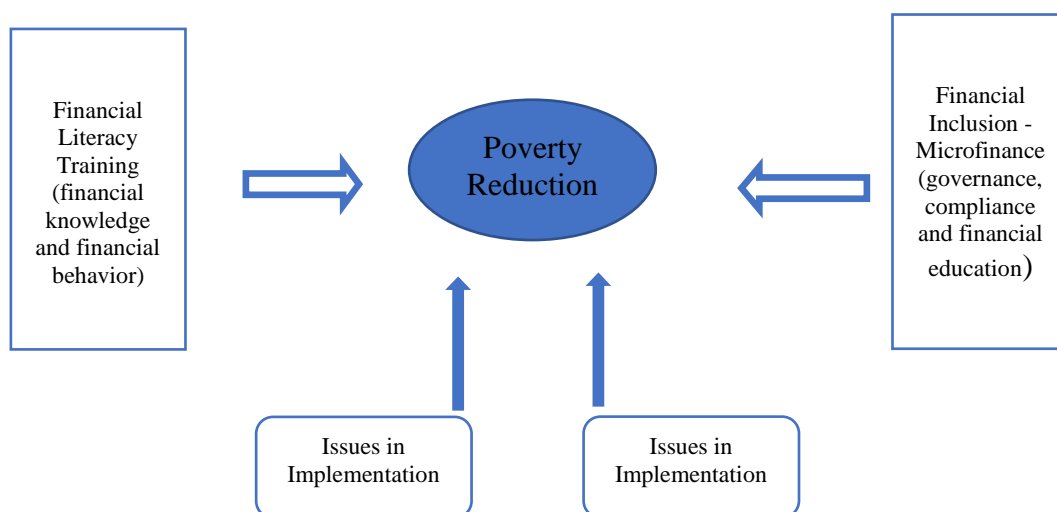 Financial
Literacy
Training
(financial
knowledge
and financial
behavior)
Poverty
Reduction
Financial
Inclusion -
Microfinance
(governance,
compliance
and financial
education)
Issues in
Implementation
Issues in
Implementation